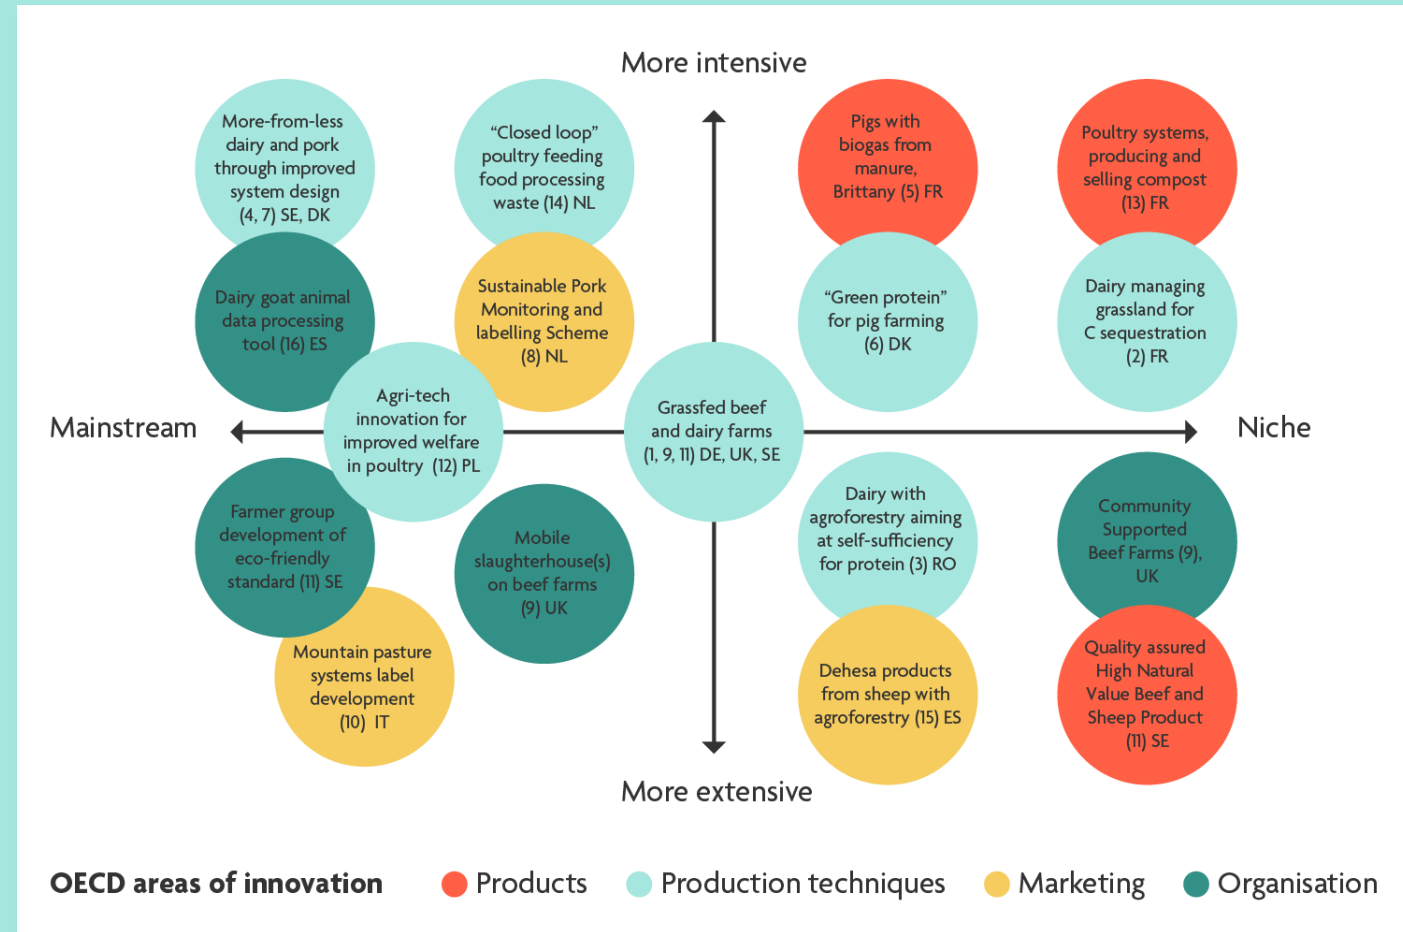 More intensive
More-from-less
dairy and pork
through improved
system design
(4, 7) SE, DK
“Closed loop”
poultry feeding
food processing
waste (14) NL
Pigs with
biogas from
manure,
Brittany (5) FR
Poultry systems,
producing and
selling compost
(13) FR
Dairy goat animal
data processing
tool (16) ES
Sustainable Pork
Monitoring and
labelling Scheme
(8) NL
“Green protein”
for pig farming
(6) DK
Dairy managing
grassland for
C sequestration
(2) FR
Mainstream
Agri-tech
innovation for
improved welfare
in poultry (12) PL
Grassfed beef
and dairy farms
(1, 9, 11) DE, UK, SE
Niche
Farmer group
development of
eco-friendly
standard (11) SE
Mobile
slaughterhouse(s)
on beef farms
(9) UK
Dairy with
agroforestry aiming
at self-sufficiency
for protein (3) RO
Community
Supported
Beef Farms (9),
UK
Mountain pasture
systems label
development
(10) IT
Dehesa products
from sheep with
agroforestry (15) ES
Quality assured
High Natural
Value Beef and
Sheep Product
(11) SE
More extensive
OECD areas of innovation
Products
Production techniques
Marketing
Organisation